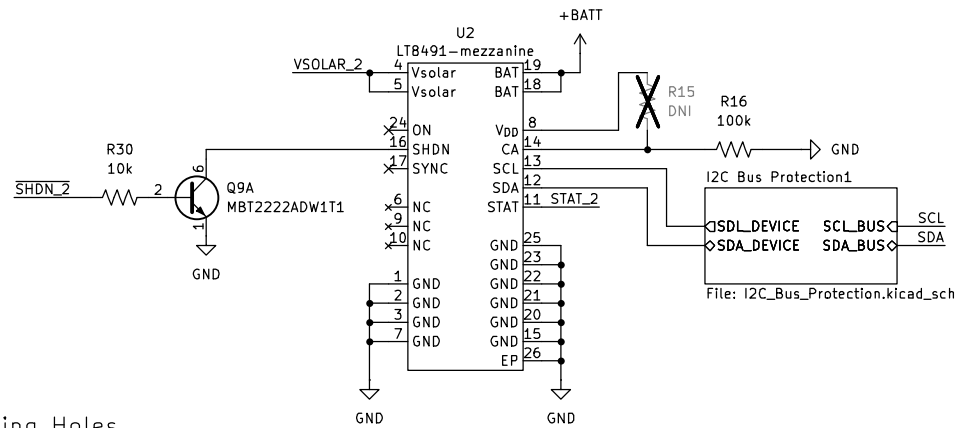 +BATT
U2
LT8491-mezzanine
VSOLAR_2
4 Vsolar
5 Vsolar
24 ON
16 SHDN
17 SYNC
6 NC
9 NC
10 NC
1 GND
2 GND
3 GND
7 GND
BAT 19
BAT 18
VDD 8
CA 14
SCL 13
SDA 12
STAT 11
STAT_2
GND 25
GND 23
GND 22
GND 21
GND 20
GND 15
EP 26
R15
DNI
R16
100k
GND
R30
10k
SHDN_2
2
6
1
Q9A
MBT2222ADW1T1
GND
I2C Bus Protection1
SDL_DEVICE SCL_BUS SCL
SDA_DEVICE SDA_BUS SDA
File: I2C_Bus_Protection.kicad_sch
GND
GND
ing Holes